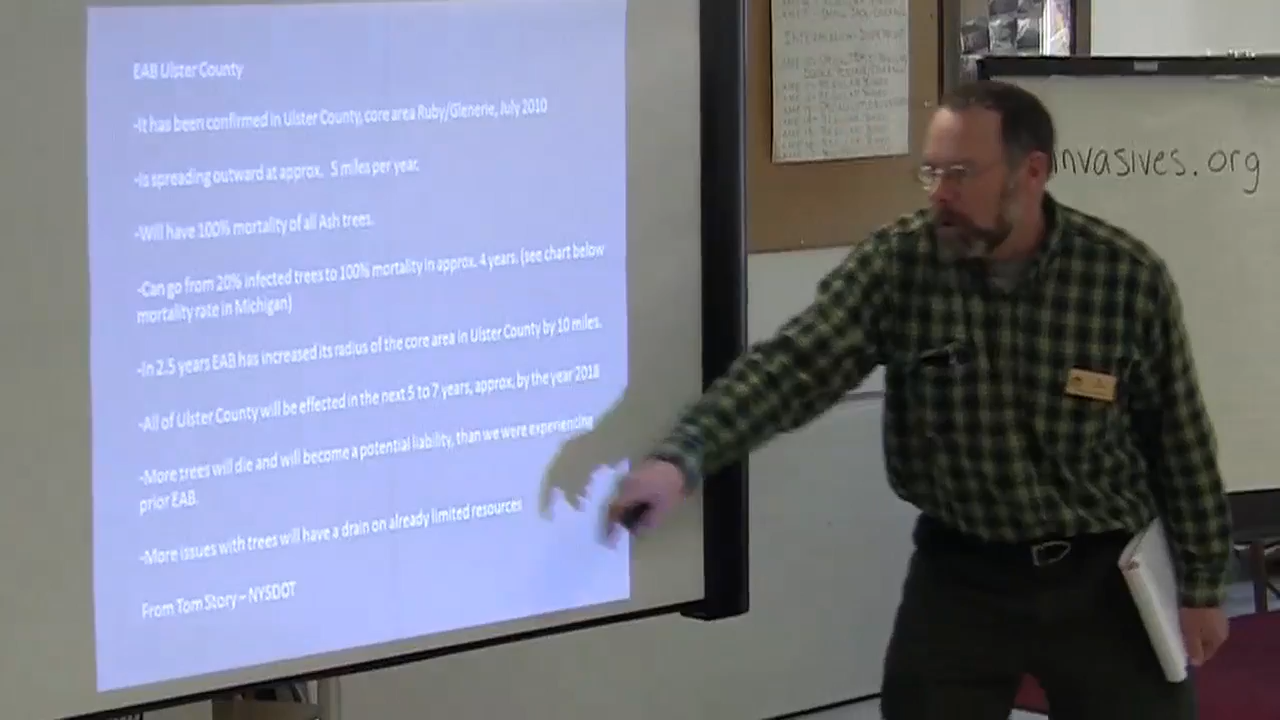 EAB Ulster County
-It has been confirmed in Ulster County, core area Ruby/Glenerie, July 2010
-Is spreading outward at approx. 5 miles per year.
-Will have 100% mortality of all Ash trees.
-Can go from 20% infected trees to 100% mortality in approx. 4 years. (see chart below
mortality rate in Michigan)
-In 2.5 years EAB has increased its radius of the core area in Ulster County by 10 miles.
-All of Ulster County will be effected in the next 5 to 7 years, approx, by the year 2018
-More trees will die and will become a potential liability, than we were experiencing
prior EAB.
-More issues with trees will have a drain on already limited resources
From Tom Story – NYSDOT
invasives.org